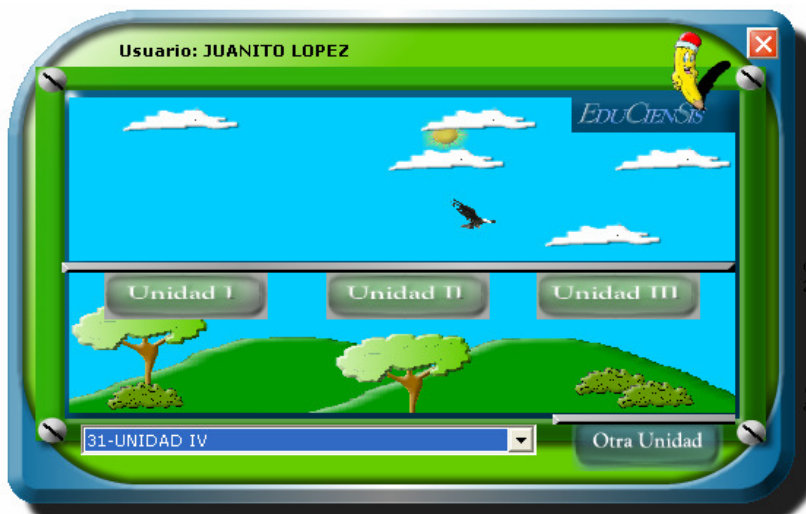 Usuario: JUANITO LOPEZ
EDUCIENSIS
Unidad I Unidad II Unidad III
31-UNIDAD IV
Otra Unidad